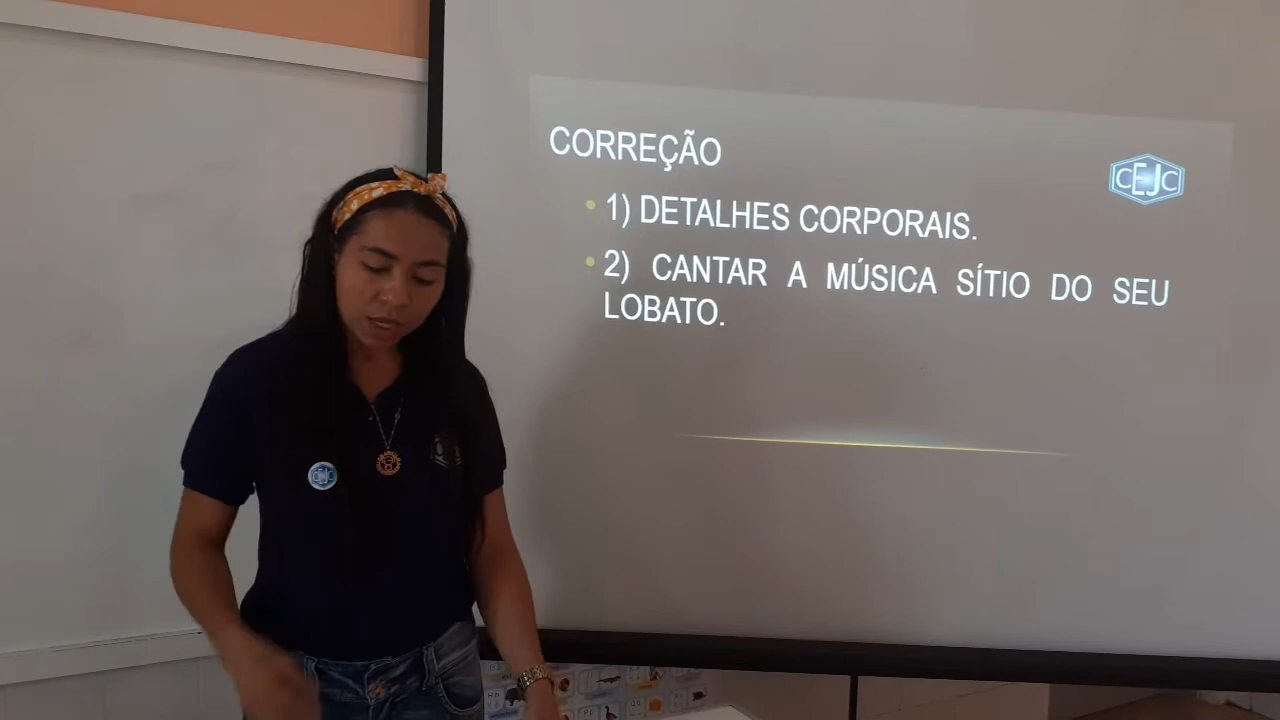 CORREÇÃO
CEJC
• 1) DETALHES CORPORAIS.
• 2) CANTAR A MÚSICA SÍTIO DO SEU
LOBATO.